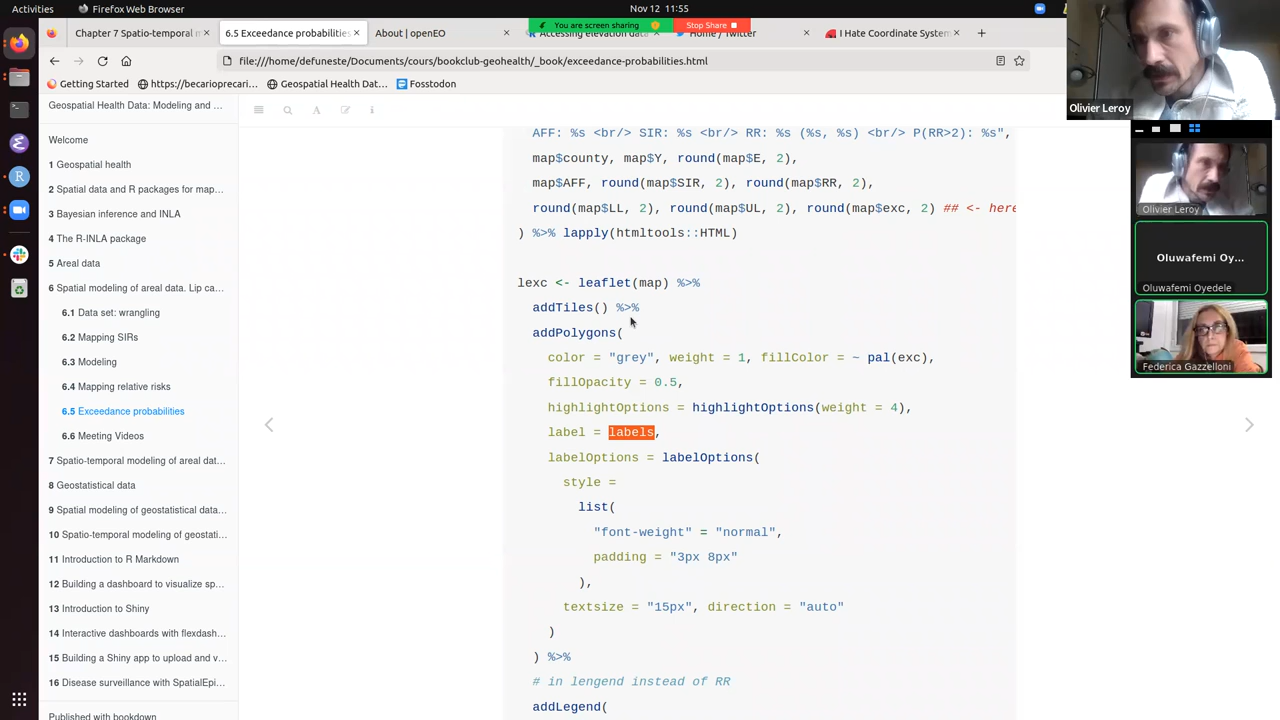 Activities
Firefox Web Browser
Nov 12 11:55
You are screen sharing
Stop Share
Chapter 7 Spatio-temporal m
6.5 Exceedance probabilities
About | openEO
Accessing elevation data
Home / Twitter
I Hate Coordinate System
file:///home/defuneste/Documents/cours/bookclub-geohealth/_book/exceedance-probabilities.html
Getting Started
https://becarioprecari...
Geospatial Health Dat...
Fosstodon
Geospatial Health Data: Modeling and ...
Welcome
1 Geospatial health
2 Spatial data and R packages for map...
3 Bayesian inference and INLA
4 The R-INLA package
5 Areal data
6 Spatial modeling of areal data. Lip ca...
6.1 Data set: wrangling
6.2 Mapping SIRs
6.3 Modeling
6.4 Mapping relative risks
6.5 Exceedance probabilities
6.6 Meeting Videos
7 Spatio-temporal modeling of areal dat...
8 Geostatistical data
9 Spatial modeling of geostatistical data...
10 Spatio-temporal modeling of geostati...
11 Introduction to R Markdown
12 Building a dashboard to visualize sp...
13 Introduction to Shiny
14 Interactive dashboards with flexdash...
15 Building a Shiny app to upload and v...
16 Disease surveillance with SpatialEpi...
Published with bookdown
AFF: %s <br/> SIR: %s <br/> RR: %s (%s, %s) <br/> P(RR>2): %s",
map$county, map$Y, round(map$E, 2),
map$AFF, round(map$SIR, 2), round(map$RR, 2),
round(map$LL, 2), round(map$UL, 2), round(map$exc, 2) ## <- here
) %>% lapply(htmltools::HTML)
lexc <- leaflet(map) %>%
addTiles() %>%
addPolygons(
color = "grey", weight = 1, fillColor = ~ pal(exc),
fillOpacity = 0.5,
highlightOptions = highlightOptions(weight = 4),
label = labels,
labelOptions = labelOptions(
style =
list(
"font-weight" = "normal",
padding = "3px 8px"
),
textsize = "15px", direction = "auto"
)
) %>%
# in lengend instead of RR
addLegend(
Olivier Leroy
Olivier Leroy
Oluwafemi Oy...
Oluwafemi Oyedele
Federica Gazzelloni